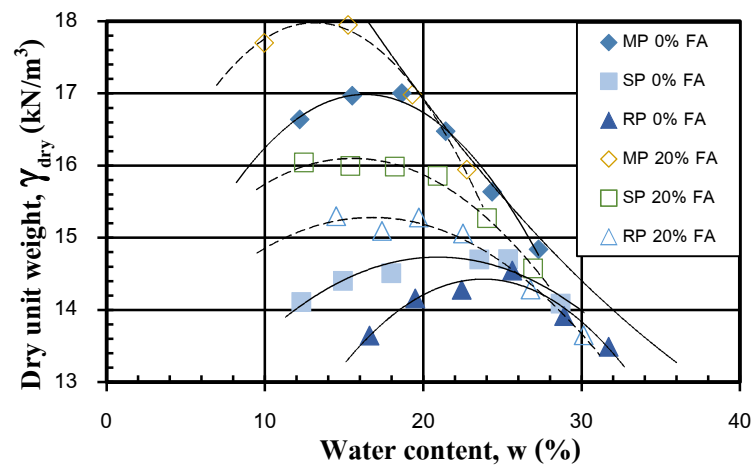 18
17
16
15
14
13
Dry unit weight, γdry (kN/m³)
0
10
20
30
40
Water content, w (%)
MP 0% FA
SP 0% FA
RP 0% FA
MP 20% FA
SP 20% FA
RP 20% FA